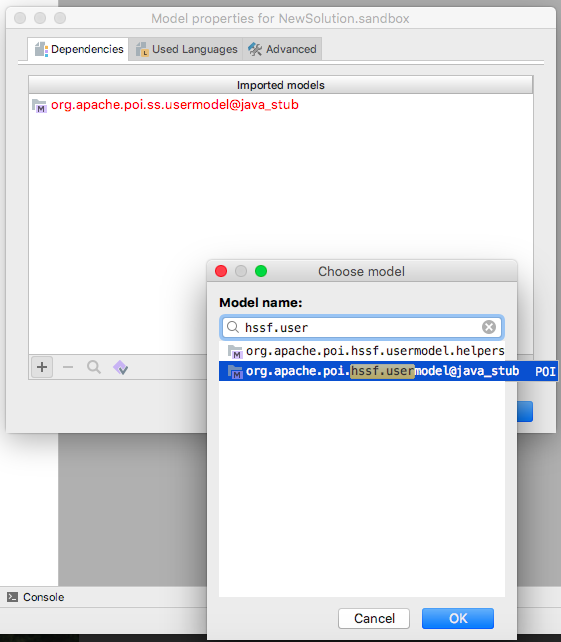 Model properties for NewSolution.sandbox
Dependencies
Used Languages
Advanced
Imported models
org.apache.poi.ss.usermodel@java_stub
Choose model
Model name:
hssf.user
org.apache.poi.hssf.usermodel.helpers
org.apache.poi.hssf.usermodel@java_stub POI
Console
Cancel
OK